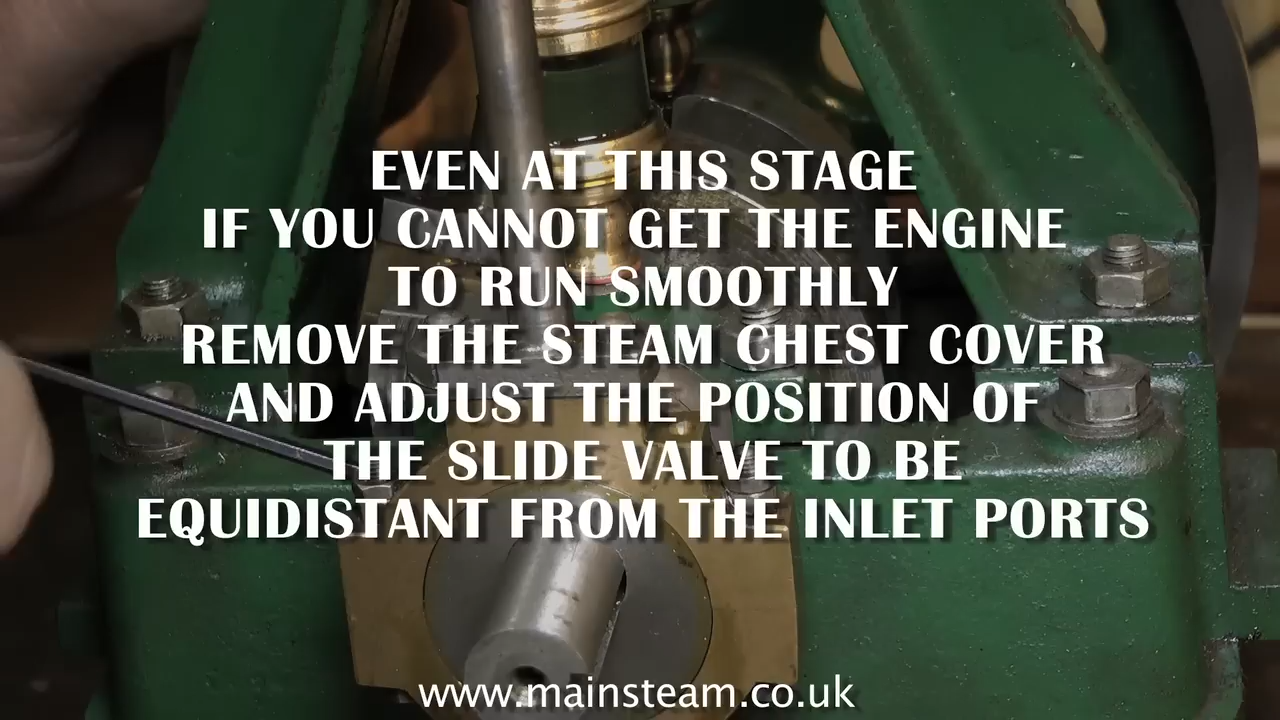 EVEN AT THIS STAGE
IF YOU CANNOT GET THE ENGINE
TO RUN SMOOTHLY
REMOVE THE STEAM CHEST COVER
AND ADJUST THE POSITION OF
THE SLIDE VALVE TO BE
EQUIDISTANT FROM THE INLET PORTS
www.mainsteam.co.uk